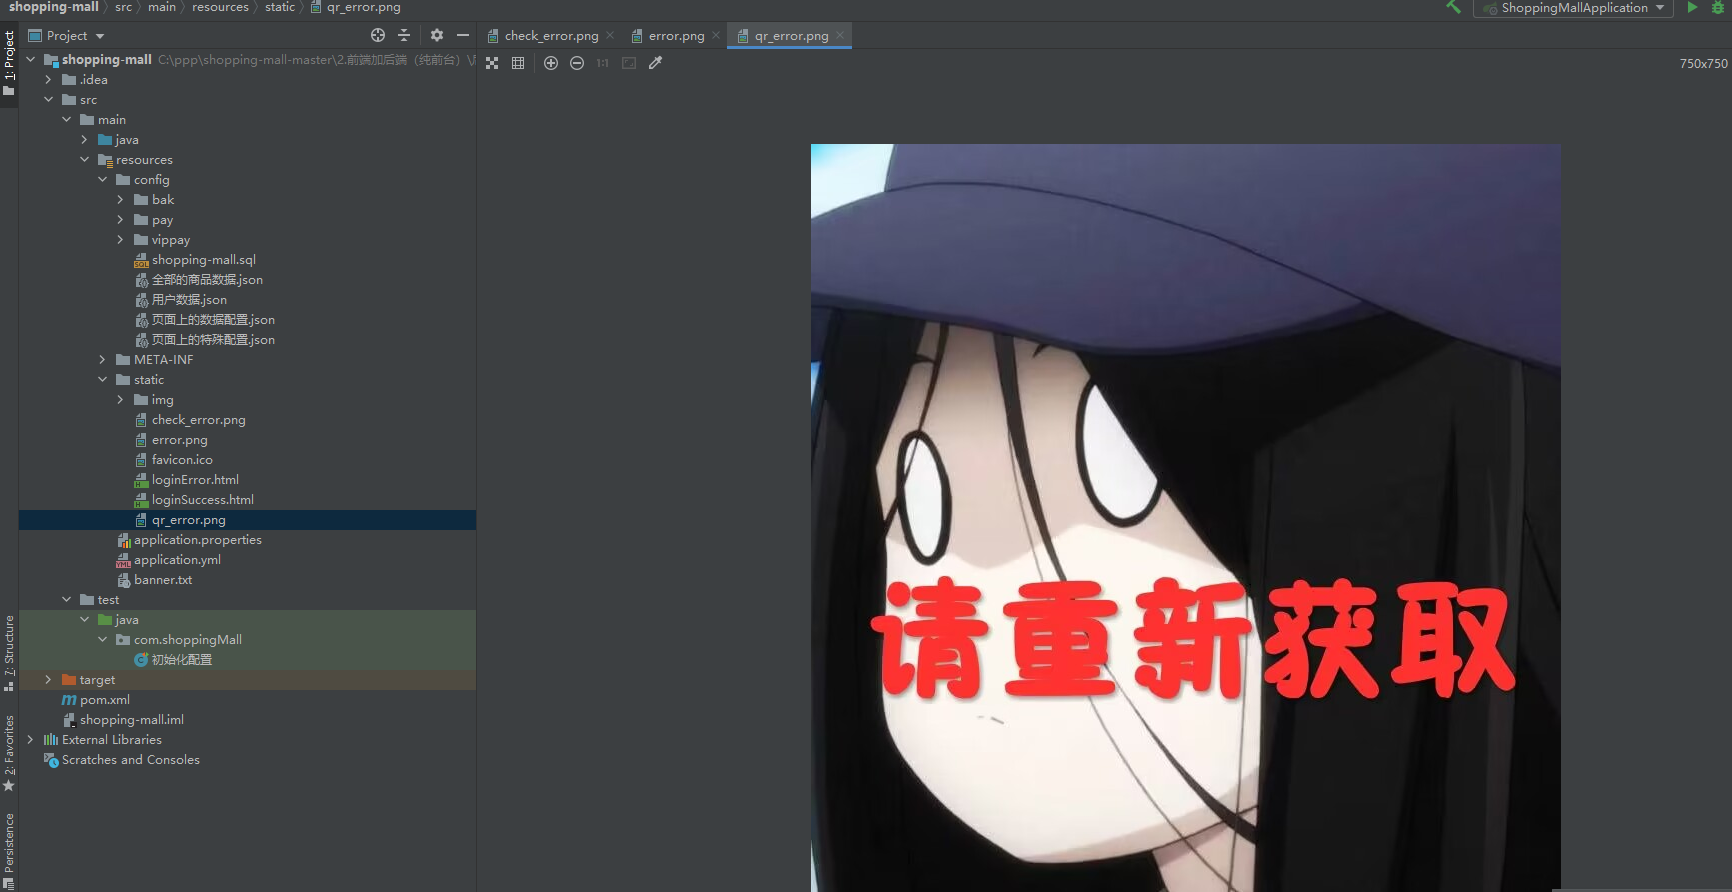 shopping-mall src main resources static qr_error.png
ShoppingMallApplication
Project
check_error.png
error.png
qr_error.png
1:1
750x750
1: Project
shopping-mall C:\ppp\shopping-mall-master\2.前端加后端（纯前台）\
.idea
src
main
java
resources
config
bak
pay
vippay
shopping-mall.sql
全部的商品数据.json
用户数据.json
页面上的数据配置.json
页面上的特殊配置.json
META-INF
static
img
check_error.png
error.png
favicon.ico
loginError.html
loginSuccess.html
qr_error.png
application.properties
application.yml
banner.txt
test
java
com.shoppingMall
初始化配置
target
pom.xml
shopping-mall.iml
External Libraries
Scratches and Consoles
7: Structure
2: Favorites
Persistence
请重新获取